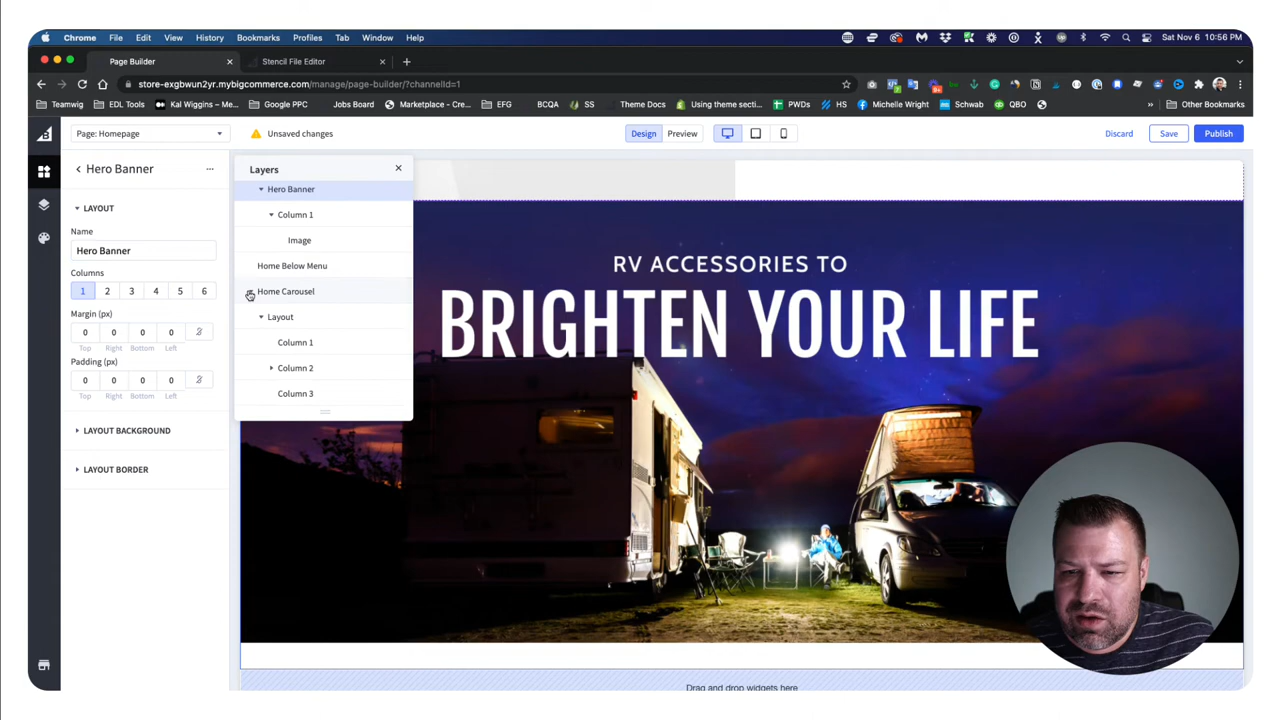 Chrome File Edit View History Bookmarks Profiles Tab Window Help Sat Nov 6 10:56 PM
Page Builder Stencil File Editor
store-exgbwun2yr.mybigcommerce.com/manage/page-builder/?channelId=1
Teamwig EDL Tools Kal Wiglins – Me... Google PPC Jobs Board Marketplace - Cre... EFG BCQA SS Theme Docs Using theme secti... PWDs HS Michelle Wright Schwab QBO » Other Bookmarks
Page: Homepage Unsaved changes Design Preview Discard Save Publish
Hero Banner
LAYOUT
Name
Hero Banner
Columns
1 2 3 4 5 6
Margin (px)
0 0 0 0
Top Right Bottom Left
Padding (px)
0 0 0 0
Top Right Bottom Left
LAYOUT BACKGROUND
LAYOUT BORDER
Layers
Hero Banner
Column 1
Image
Home Below Menu
Home Carousel
Layout
Column 1
Column 2
Column 3
RV ACCESSORIES TO
BRIGHTEN YOUR LIFE
Drag and drop widgets here